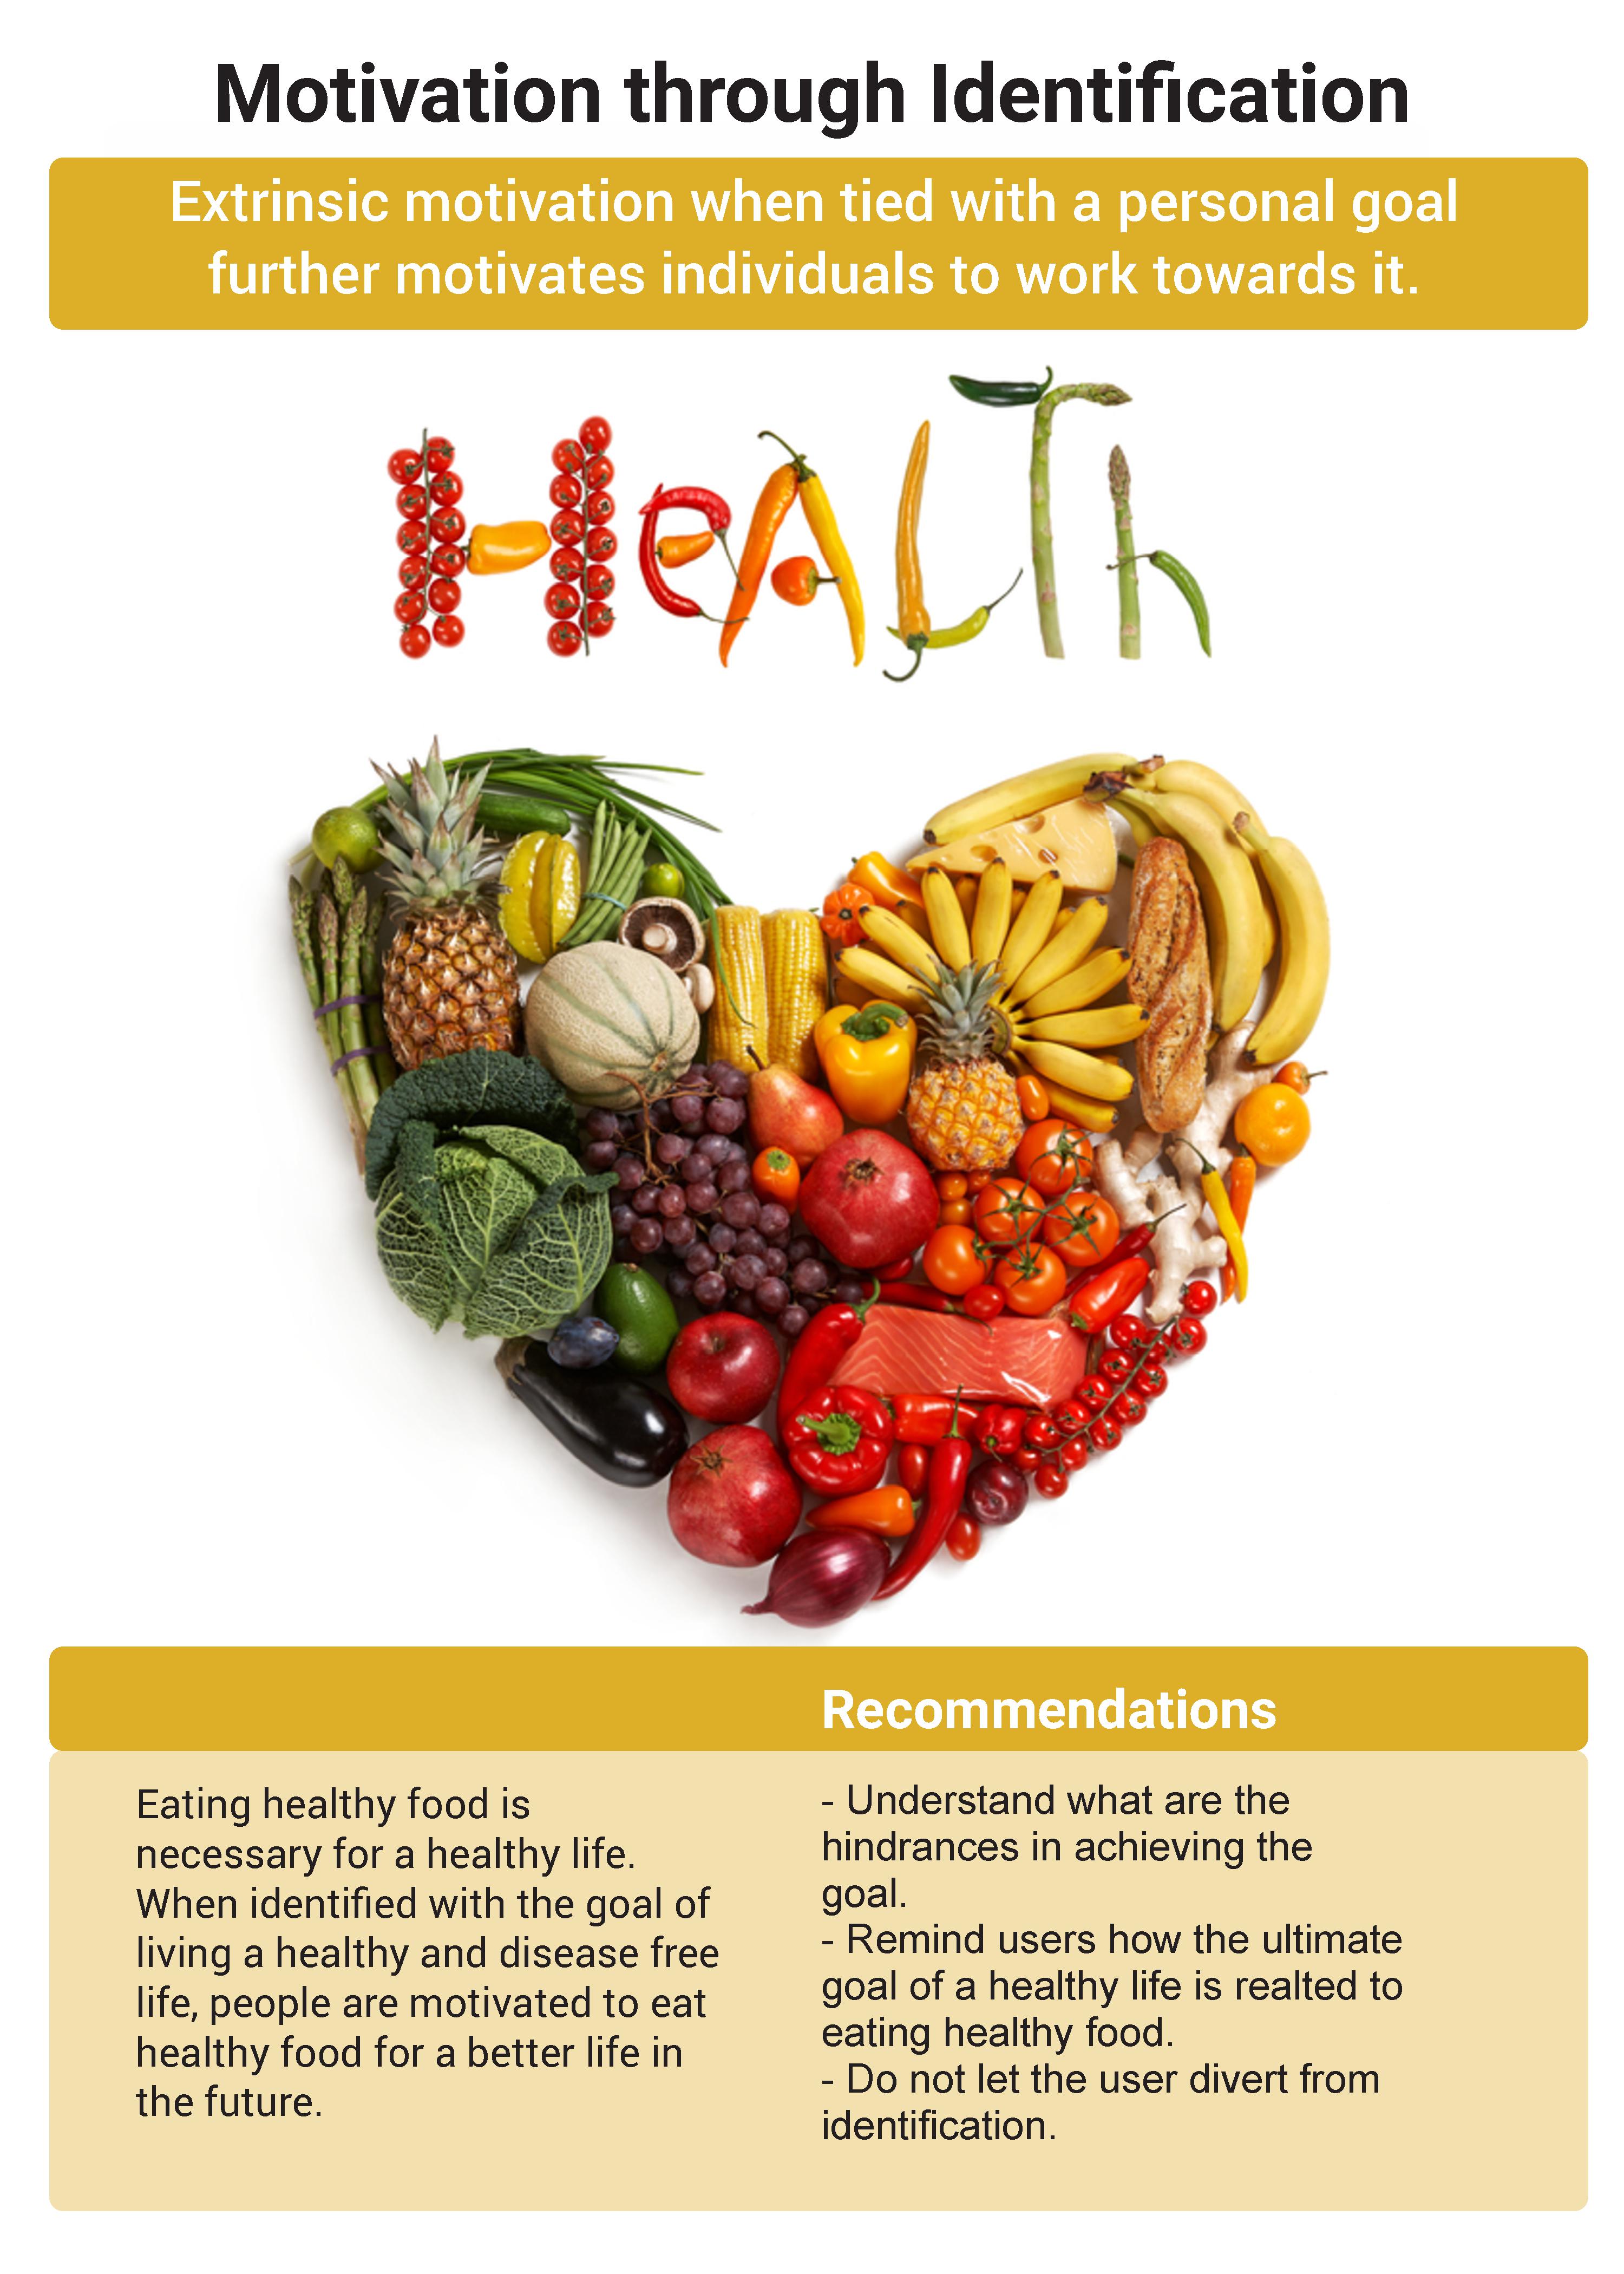 Motivation through Identification
Extrinsic motivation when tied with a personal goal
further motivates individuals to work towards it.
HeALTh
Recommendations
Eating healthy food is
necessary for a healthy life.
When identified with the goal of
living a healthy and disease free
life, people are motivated to eat
healthy food for a better life in
the future.
- Understand what are the
hindrances in achieving the
goal.
- Remind users how the ultimate
goal of a healthy life is realted to
eating healthy food.
- Do not let the user divert from
identification.